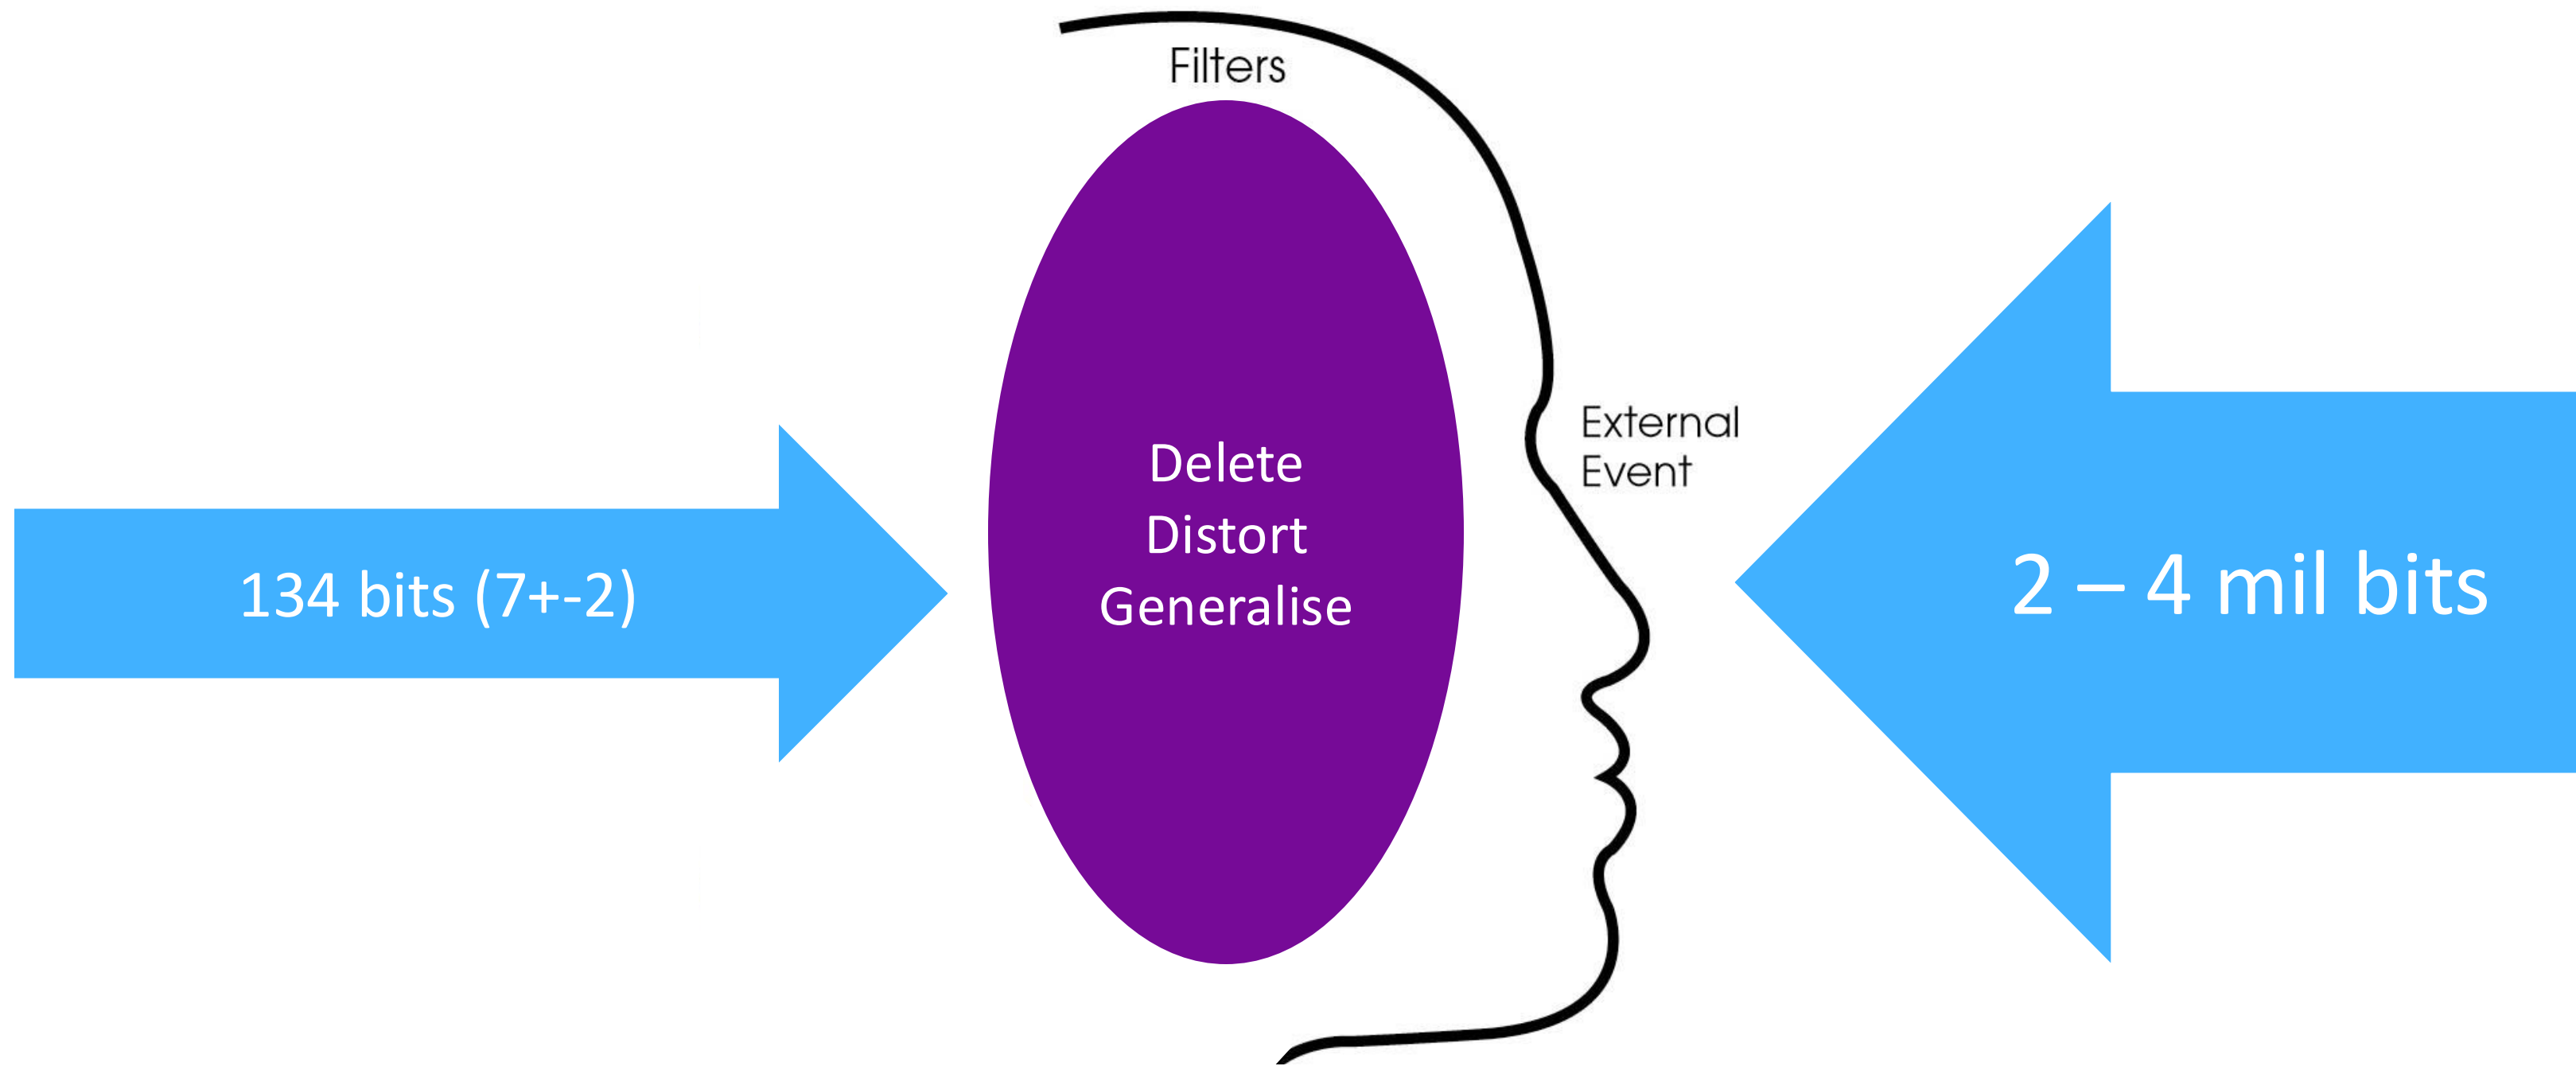 Filters
Delete
Distort
Generalise
External
Event
134 bits (7+-2)
2 – 4 mil bits